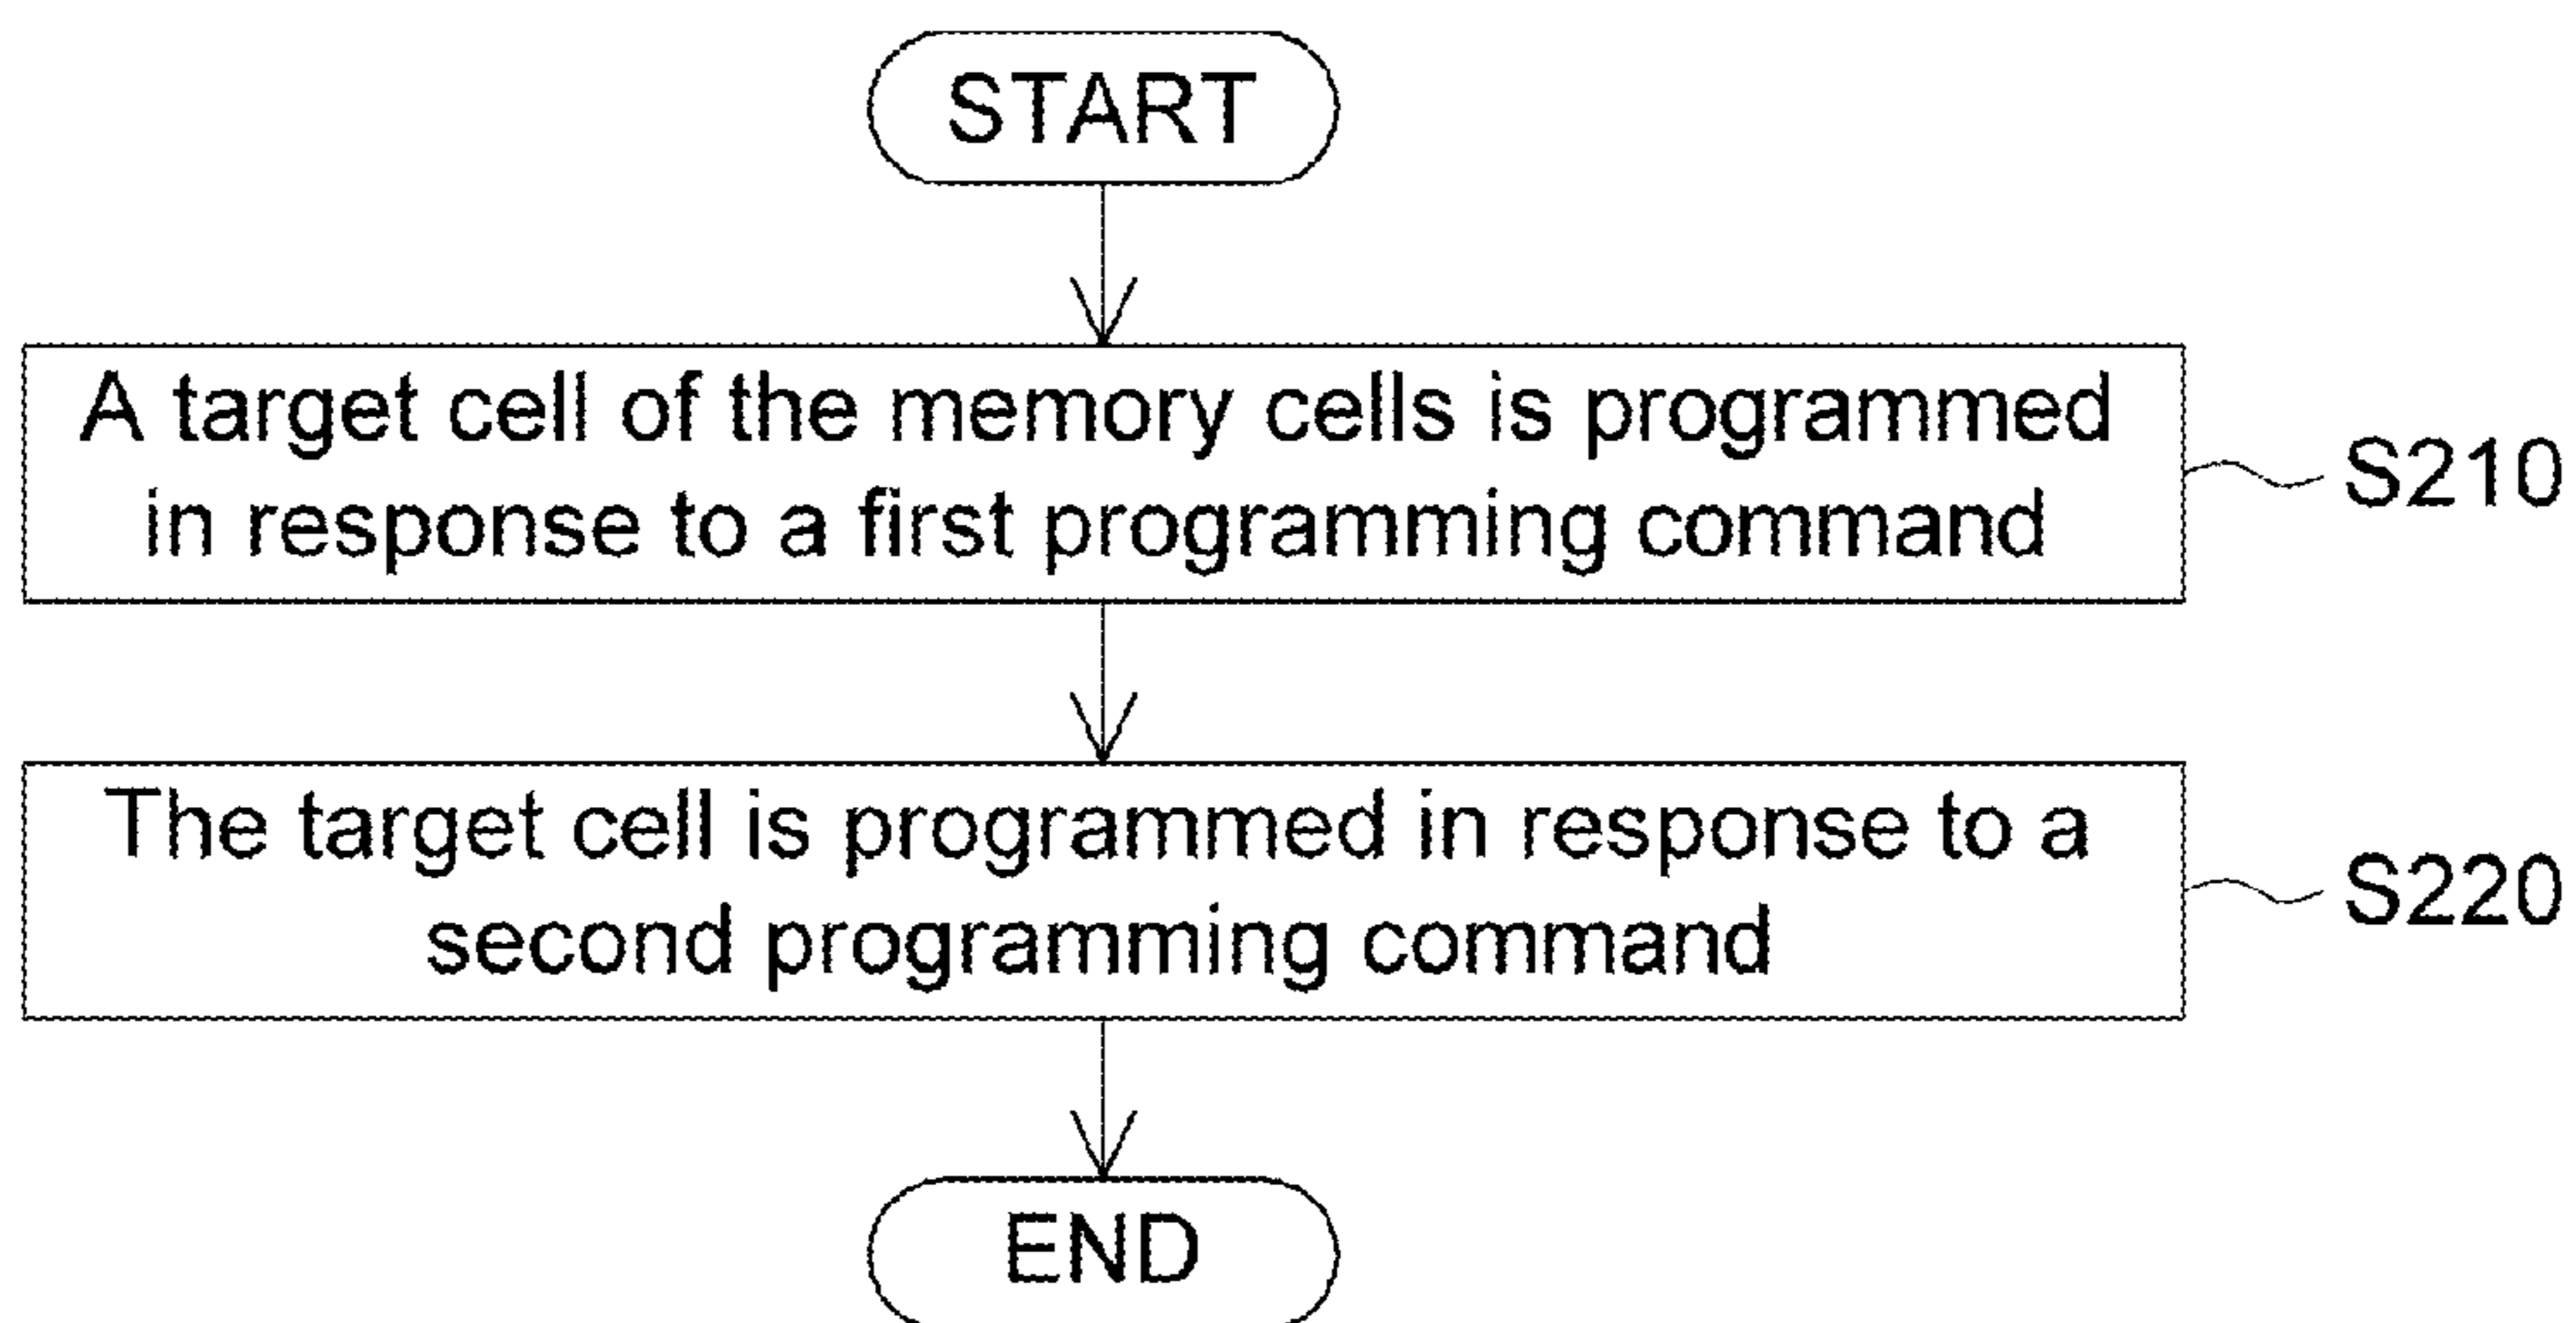 START
A target cell of the memory cells is programmed
in response to a first programming command
S210
The target cell is programmed in response to a
second programming command
S220
END